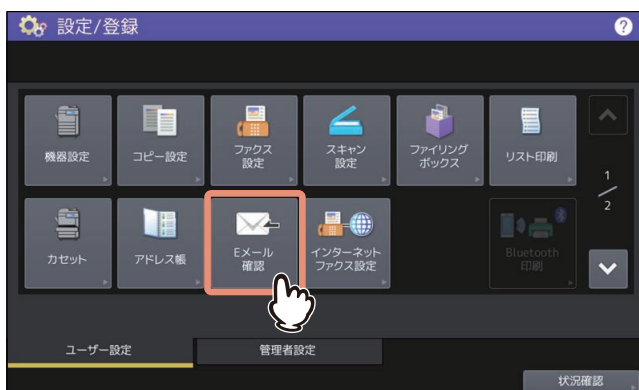 設定/登録
?
機器設定
コピー設定
ファクス
設定
スキャン
設定
ファイリング
ボックス
リスト印刷
1
2
カセット
アドレス帳
Eメール
確認
インターネット
ファクス設定
Bluetooth
印刷
ユーザー設定
管理者設定
状況確認